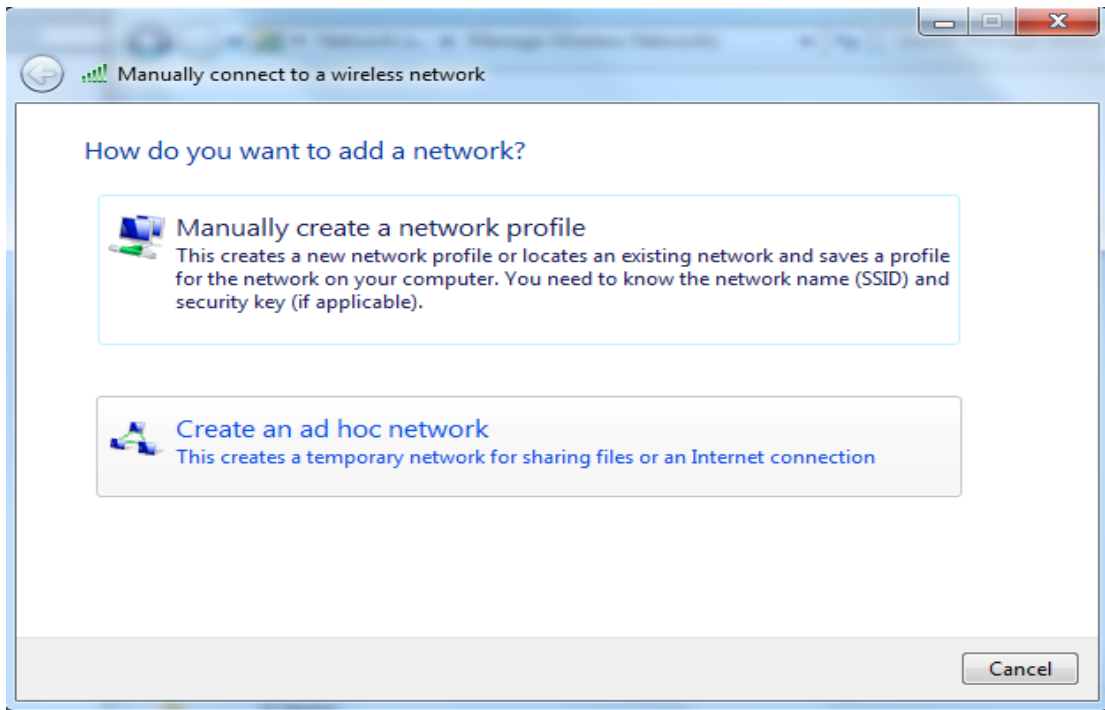 Manually connect to a wireless network
How do you want to add a network?
Manually create a network profile
This creates a new network profile or locates an existing network and saves a profile
for the network on your computer. You need to know the network name (SSID) and
security key (if applicable).
Create an ad hoc network
This creates a temporary network for sharing files or an Internet connection
Cancel